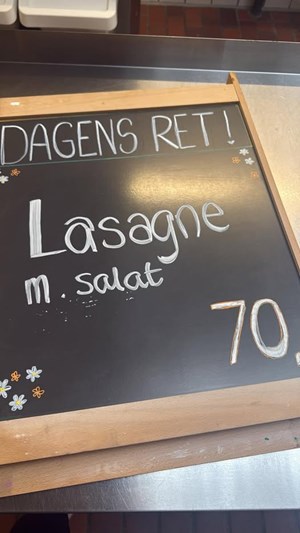 DAGENS RET!
Lasagne
m. salat
70,